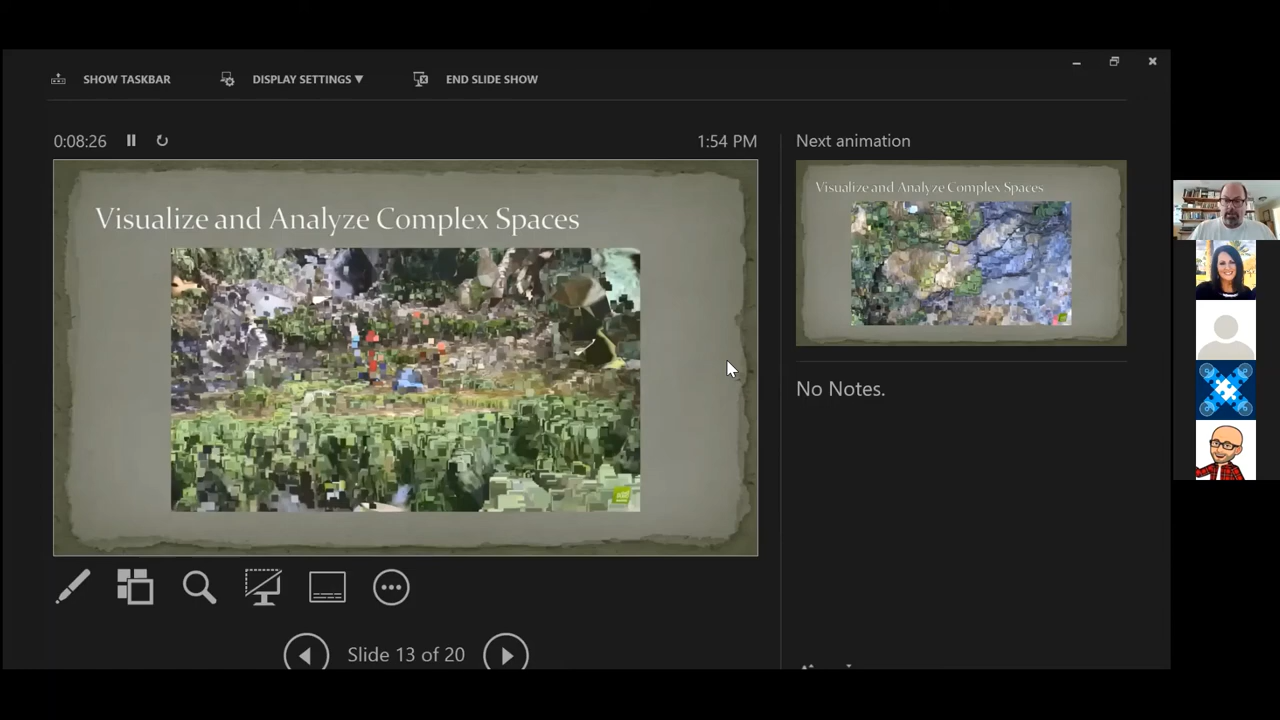 SHOW TASKBAR
DISPLAY SETTINGS ▼
END SLIDE SHOW
0:08:26
1:54 PM
Next animation
Visualize and Analyze Complex Spaces
Visualize and Analyze Complex Spaces
No Notes.
Slide 13 of 20